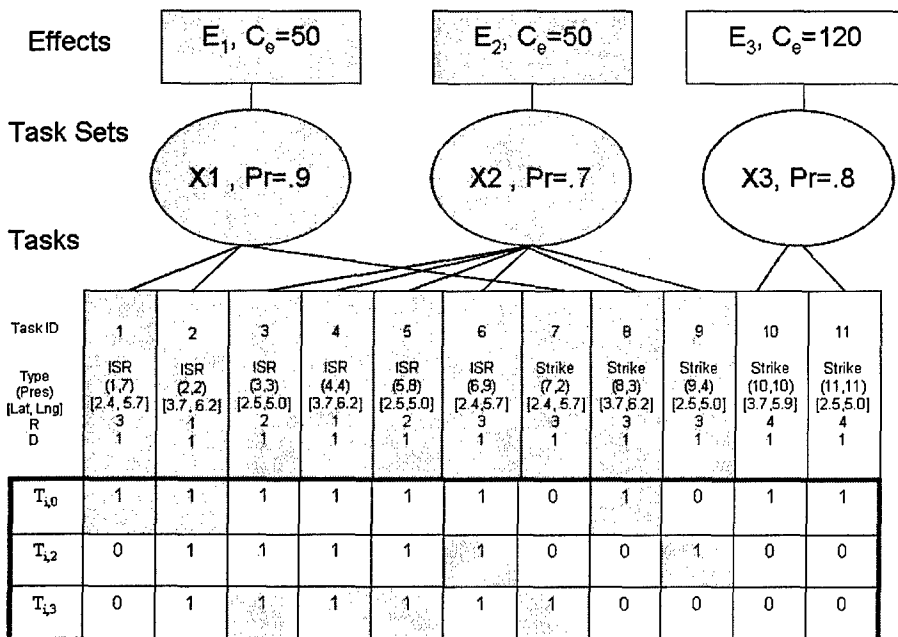 Effects
E1, Ce=50
E2, Ce=50
E3, Ce=120
Task Sets
X1 , Pr=.9
X2 , Pr=.7
X3, Pr=.8
Tasks
Task ID 1 2 3 4 5 6 7 8 9 10 11
Type ISR ISR ISR ISR ISR ISR Strike Strike Strike Strike Strike
(Pres) (1,7) (2,2) (3,3) (4,4) (5,8) (6,9) (7,2) (8,3) (9,4) (10,10) (11,11)
[Lat, Lng] [2.4, 5.7] [3.7, 6.2] [2.5,5.0] [3.7,6.2] [2.5,5.0] [2.4,5.7] [2.4, 5.7] [3.7,6.2] [2.5,5.0] [3.7,5.9] [2.5,5.0]
R 3 1 2 1 2 3 3 3 3 4 4
D 1 1 1 1 1 1 1 1 1 1 1
Ti,0 1 1 1 1 1 1 0 1 0 1 1
Ti,2 0 1 1 1 1 1 0 0 1 0 0
Ti,3 0 1 1 1 1 1 1 0 0 0 0